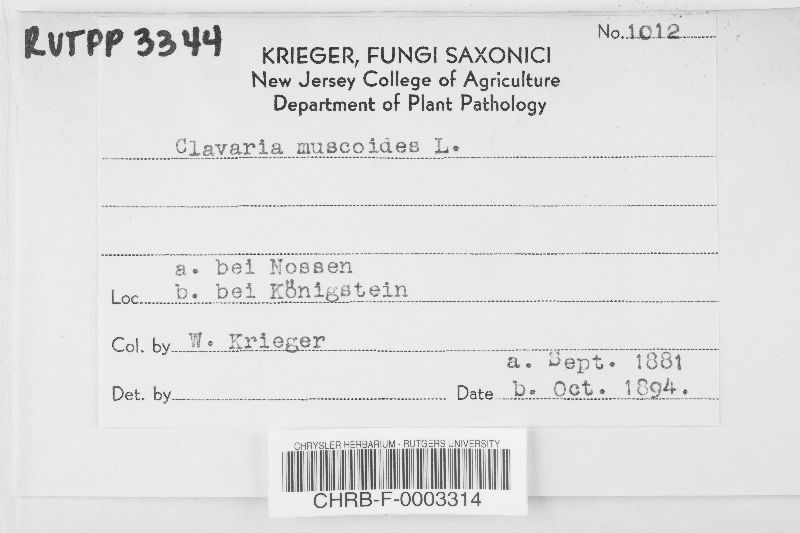 RUTPP 3344
No. 1012
KRIEGER, FUNGI SAXONICI
New Jersey College of Agriculture
Department of Plant Pathology
Clavaria muscoides L.
a. bei Nossen
Loc. b. bei Königstein
Col. by W. Krieger
a. Sept. 1881
Det. by Date b. Oct. 1894.
CHRYSLER HERBARIUM - RUTGERS UNIVERSITY
CHRB-F-0003314